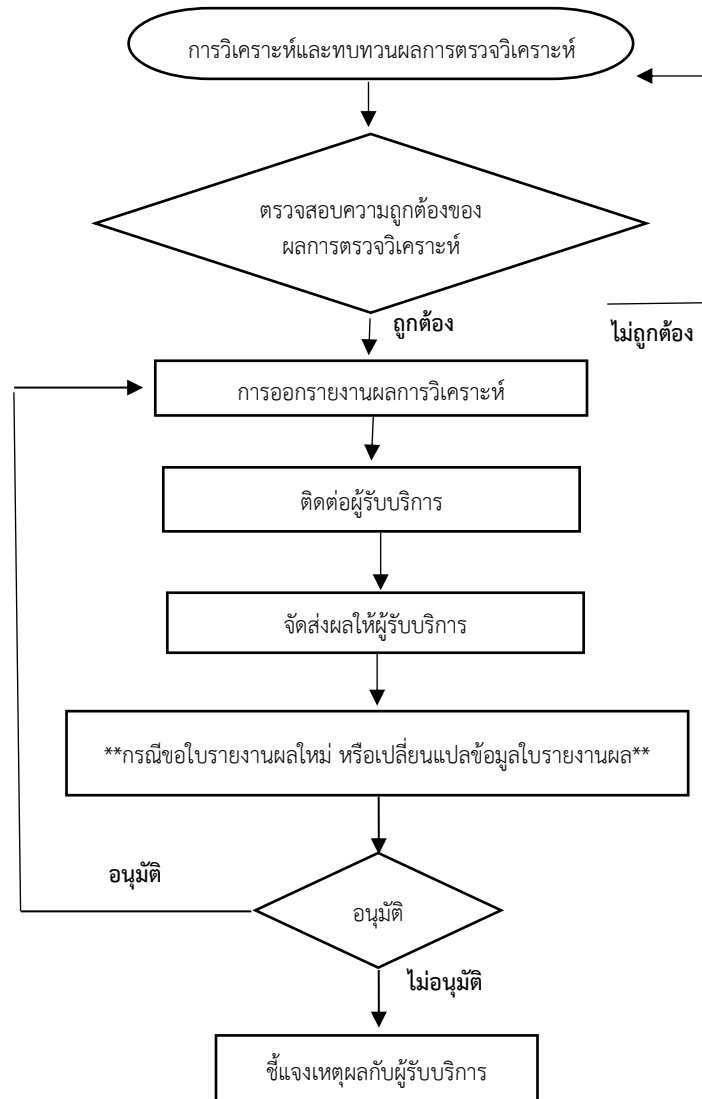 การวิเคราะห์และทบทวนผลการตรวจวิเคราะห์
ตรวจสอบความถูกต้องของ
ผลการตรวจวิเคราะห์
ถูกต้อง
ไม่ถูกต้อง
การออกรายงานผลการวิเคราะห์
ติดต่อผู้รับบริการ
จัดส่งผลให้ผู้รับบริการ
**กรณีขอใบรายงานผลใหม่ หรือเปลี่ยนแปลข้อมูลใบรายงานผล**
อนุมัติ
อนุมัติ
ไม่อนุมัติ
ชี้แจงเหตุผลกับผู้รับบริการ